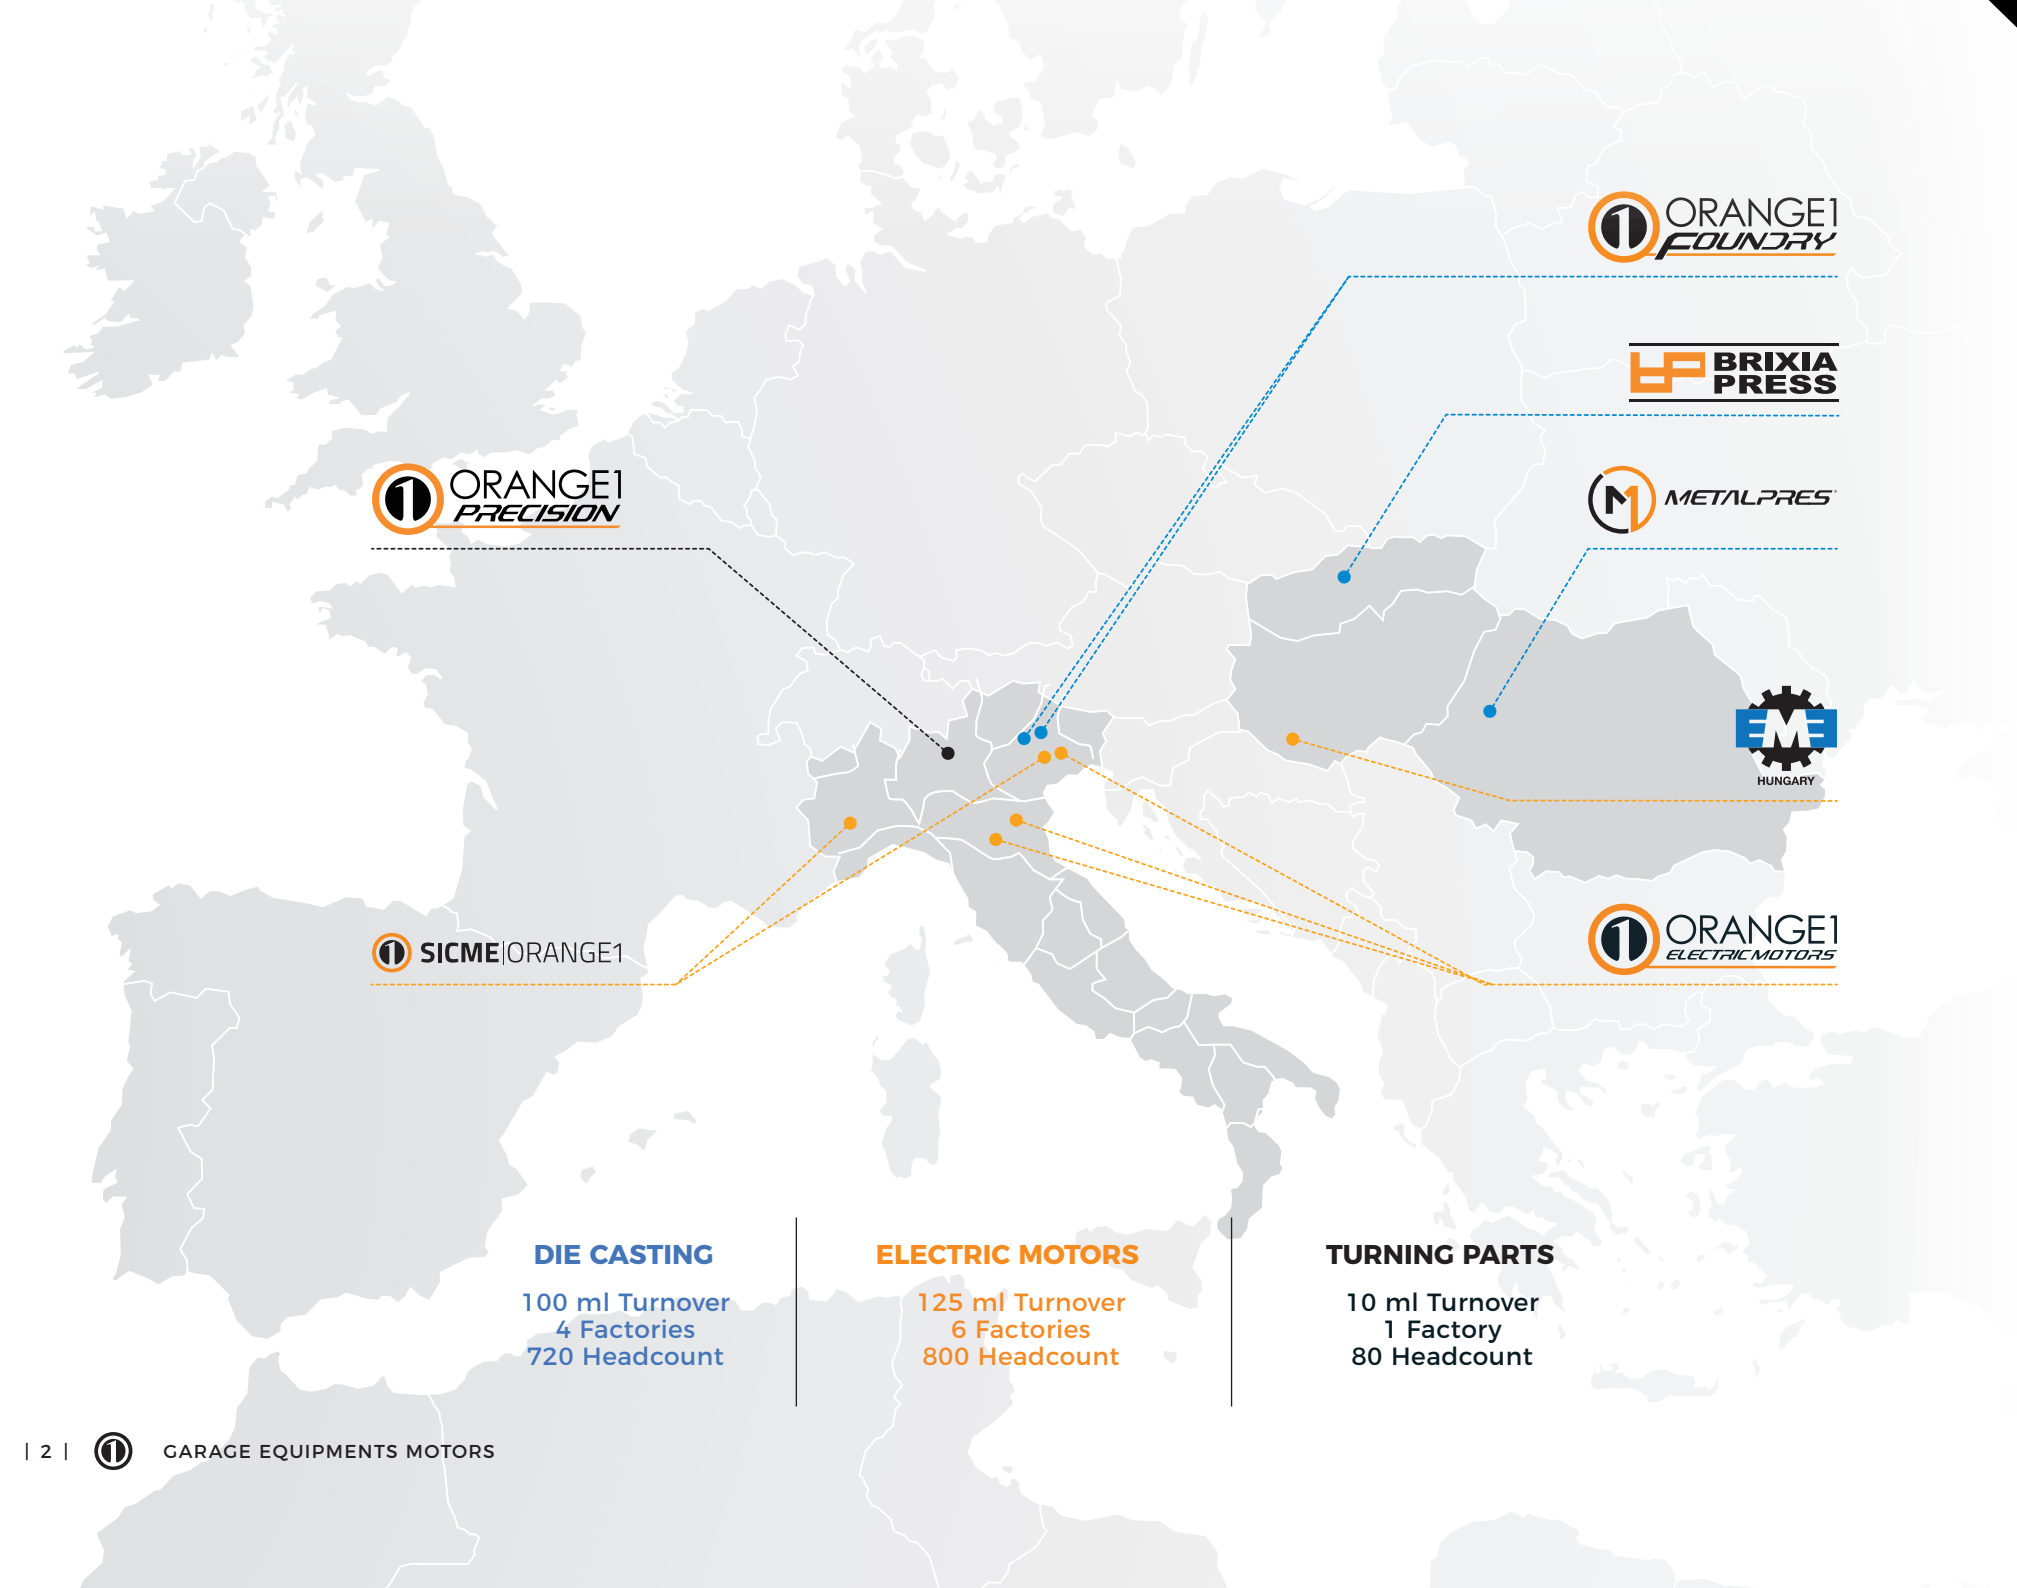 ORANGE1
FOUNDRY
BRIXIA
PRESS
METALPRES
ORANGE1
PRECISION
EME
HUNGARY
SICME|ORANGE1
ORANGE1
ELECTRIC MOTORS
DIE CASTING
100 ml Turnover
4 Factories
720 Headcount
ELECTRIC MOTORS
125 ml Turnover
6 Factories
800 Headcount
TURNING PARTS
10 ml Turnover
1 Factory
80 Headcount
| 2 | 1 GARAGE EQUIPMENTS MOTORS